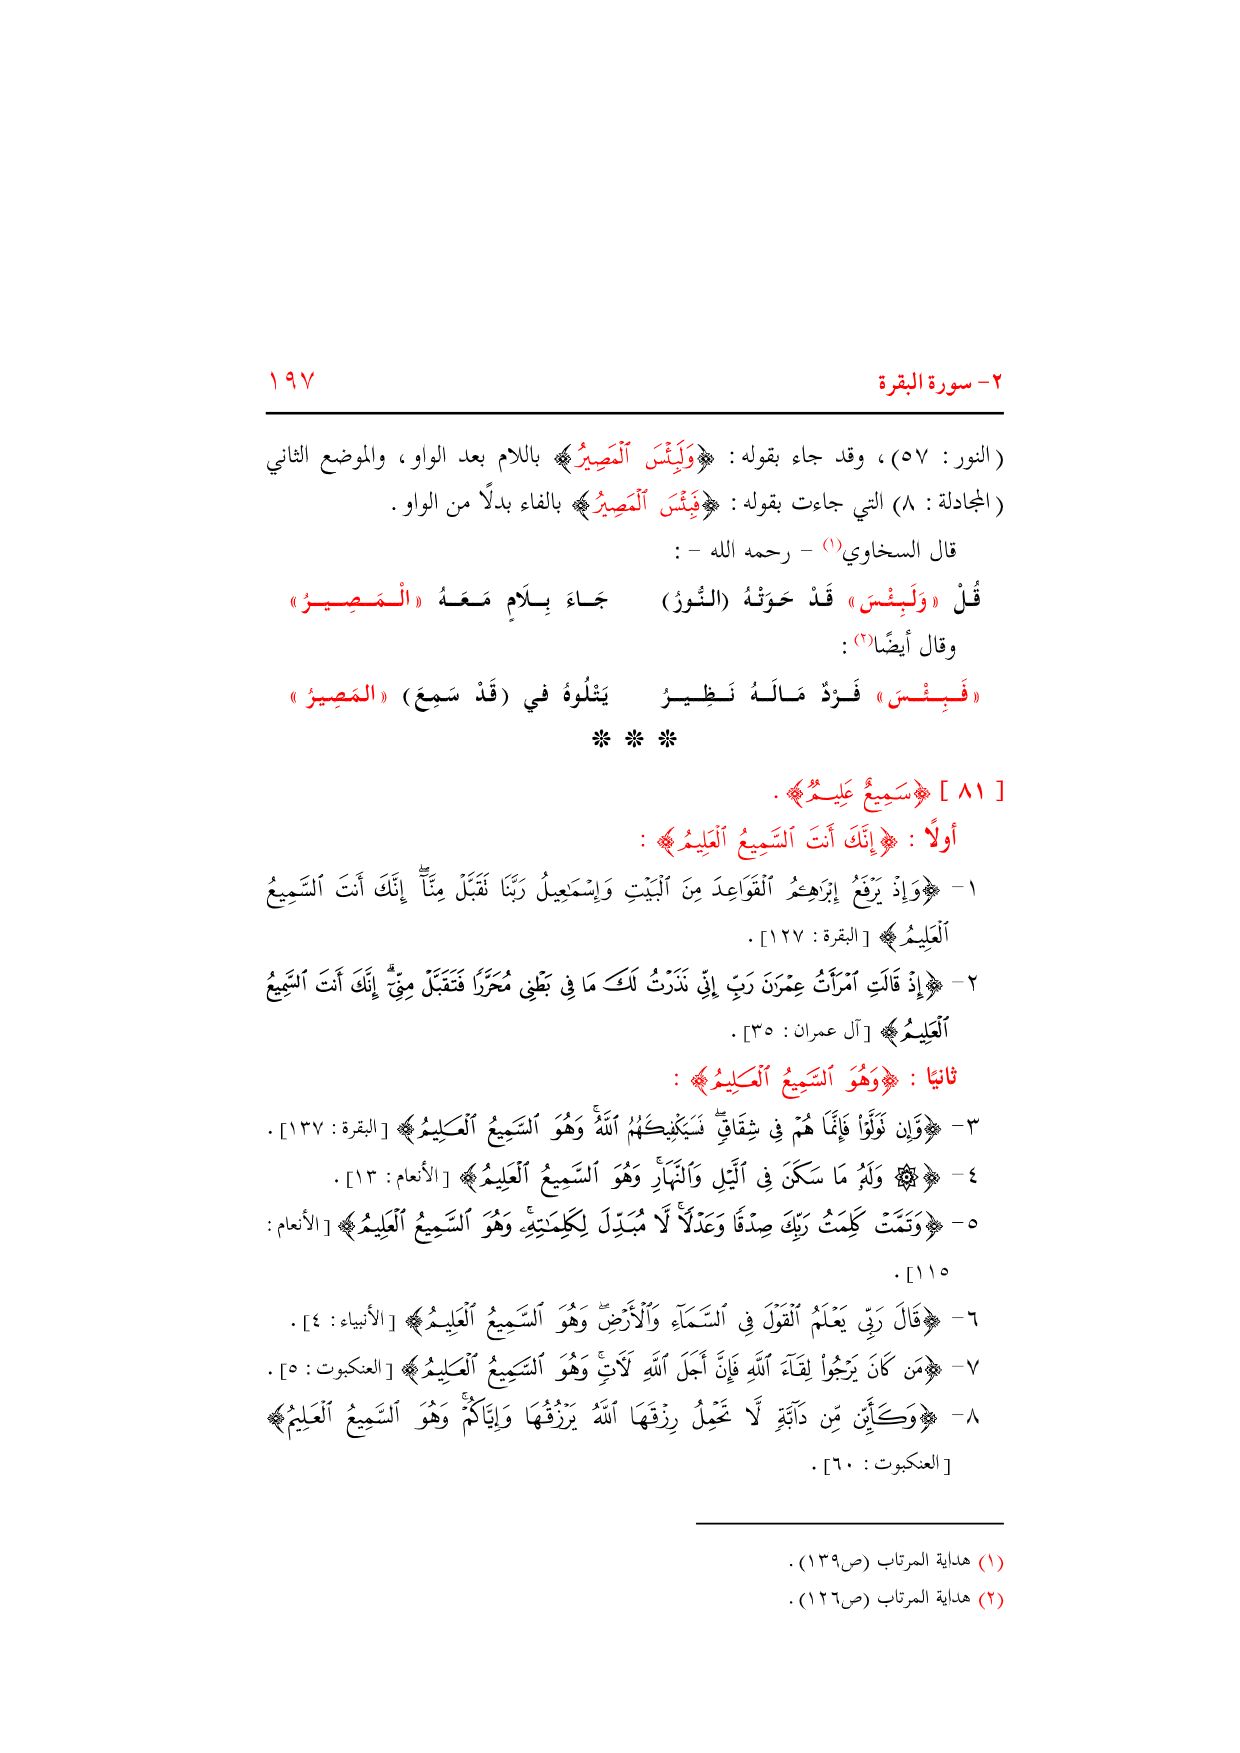 ٢- سورة البقرة ١٩٧
(النور : ٥٧)، وقد جاء بقوله : ﴿وَلَبِئْسَ ٱلْمَصِيرُ﴾ باللام بعد الواو، والموضع الثاني
(المجادلة : ٨) التي جاءت بقوله : ﴿فَبِئْسَ ٱلْمَصِيرُ﴾ بالفاء بدلًا من الواو .
قال السخاوي(١) - رحمه الله - :
قُلْ «وَلَبِئْسَ» قَدْ حَوَتْهُ (النُّورُ) جَاءَ بِلَامٍ مَعَهُ «الْمَصِيرُ»
وقال أيضًا(٢) :
«فَبِئْسَ» فَرْدٌ مَالَهُ نَظِيرُ يَتْلُوهُ في (قَدْ سَمِعَ) «المَصِيرُ»
* * *
[ ٨١ ] ﴿سَمِيعٌ عَلِيمٌ﴾ .
أولًا : ﴿إِنَّكَ أَنتَ ٱلسَّمِيعُ ٱلْعَلِيمُ﴾ :
١- ﴿وَإِذْ يَرْفَعُ إِبْرَٰهِـۧمُ ٱلْقَوَاعِدَ مِنَ ٱلْبَيْتِ وَإِسْمَـٰعِيلُ رَبَّنَا تَقَبَّلْ مِنَّآ ۖ إِنَّكَ أَنتَ ٱلسَّمِيعُ
ٱلْعَلِيمُ﴾ [البقرة : ١٢٧] .
٢- ﴿إِذْ قَالَتِ ٱمْرَأَتُ عِمْرَٰنَ رَبِّ إِنِّى نَذَرْتُ لَكَ مَا فِى بَطْنِى مُحَرَّرًا فَتَقَبَّلْ مِنِّىٓ ۖ إِنَّكَ أَنتَ ٱلسَّمِيعُ
ٱلْعَلِيمُ﴾ [آل عمران : ٣٥] .
ثانيًا : ﴿وَهُوَ ٱلسَّمِيعُ ٱلْعَلِيمُ﴾ :
٣- ﴿وَّإِن تَوَلَّوْا۟ فَإِنَّمَا هُمْ فِى شِقَاقٍ ۖ فَسَيَكْفِيكَهُمُ ٱللَّهُ ۚ وَهُوَ ٱلسَّمِيعُ ٱلْعَلِيمُ﴾ [البقرة : ١٣٧] .
٤- ﴿۞ وَلَهُۥ مَا سَكَنَ فِى ٱلَّيْلِ وَٱلنَّهَارِ ۚ وَهُوَ ٱلسَّمِيعُ ٱلْعَلِيمُ﴾ [الأنعام : ١٣] .
٥- ﴿وَتَمَّتْ كَلِمَتُ رَبِّكَ صِدْقًا وَعَدْلًا ۚ لَّا مُبَدِّلَ لِكَلِمَـٰتِهِۦ ۚ وَهُوَ ٱلسَّمِيعُ ٱلْعَلِيمُ﴾ [الأنعام :
١١٥] .
٦- ﴿قَالَ رَبِّى يَعْلَمُ ٱلْقَوْلَ فِى ٱلسَّمَآءِ وَٱلْأَرْضِ ۖ وَهُوَ ٱلسَّمِيعُ ٱلْعَلِيمُ﴾ [الأنبياء : ٤] .
٧- ﴿مَن كَانَ يَرْجُوا۟ لِقَآءَ ٱللَّهِ فَإِنَّ أَجَلَ ٱللَّهِ لَـَٔاتٍ ۚ وَهُوَ ٱلسَّمِيعُ ٱلْعَلِيمُ﴾ [العنكبوت : ٥] .
٨- ﴿وَكَأَيِّن مِّن دَآبَّةٍ لَّا تَحْمِلُ رِزْقَهَا ٱللَّهُ يَرْزُقُهَا وَإِيَّاكُمْ ۚ وَهُوَ ٱلسَّمِيعُ ٱلْعَلِيمُ﴾
[العنكبوت : ٦٠] .
(١) هداية المرتاب (ص١٣٩) .
(٢) هداية المرتاب (ص١٢٦) .